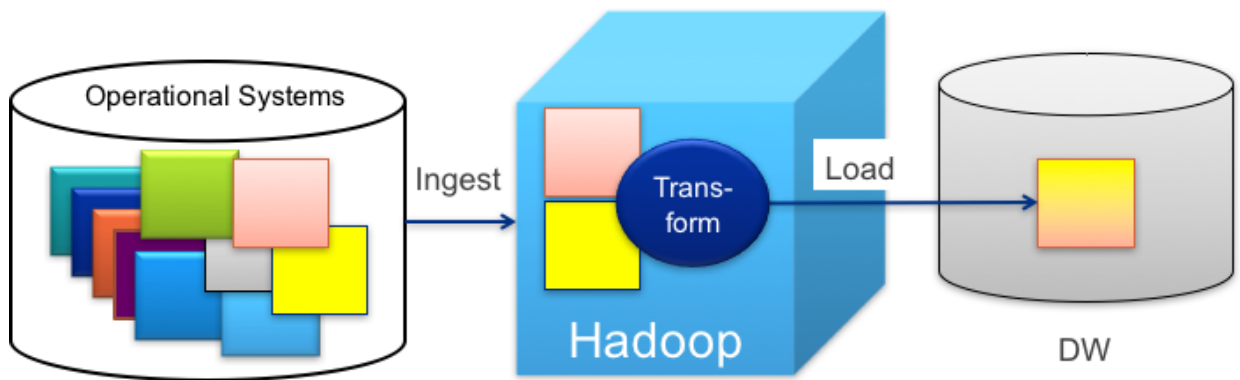 Operational Systems
Ingest
Trans-
form
Hadoop
Load
DW